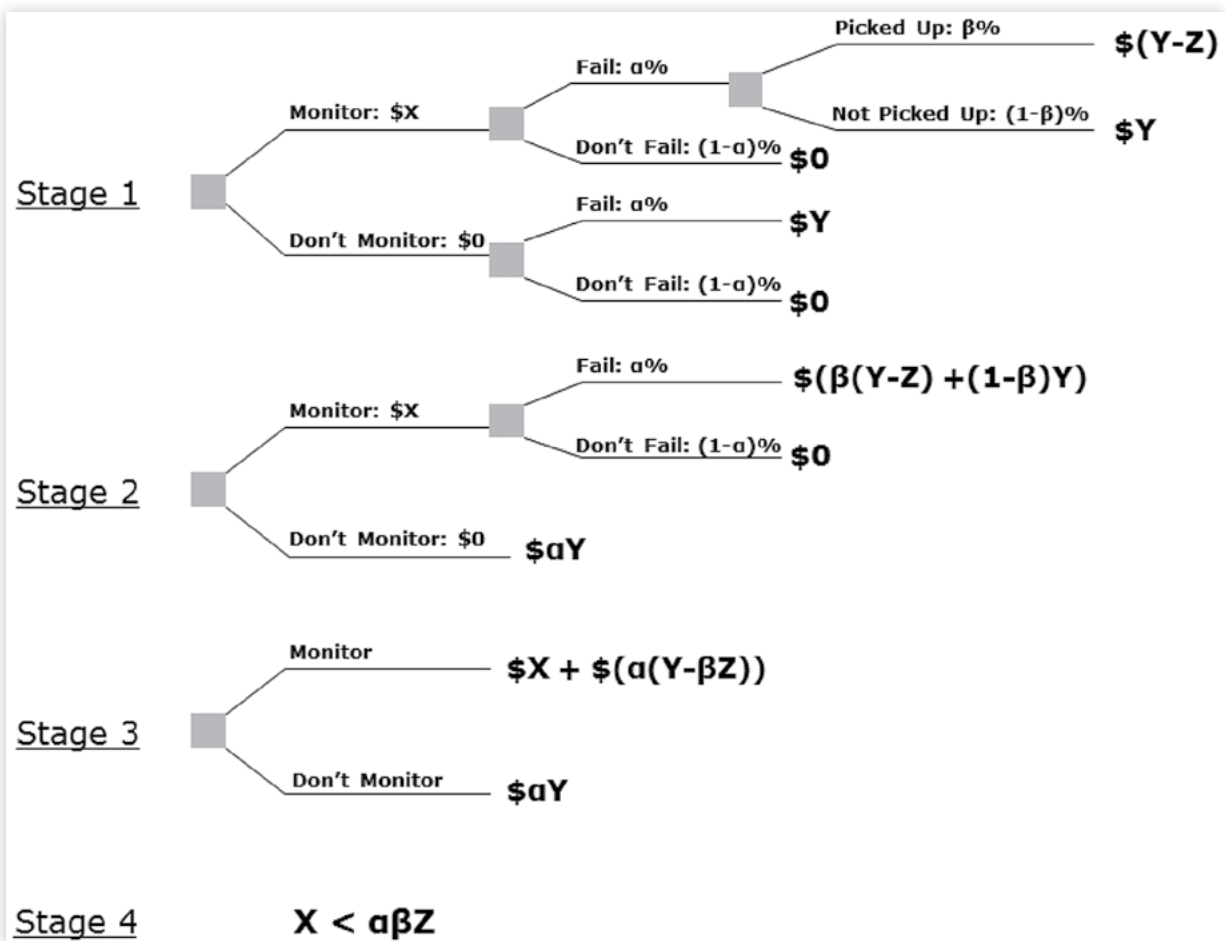 Picked Up: β%
$(Y-Z)
Fail: α%
Monitor: $X
Not Picked Up: (1-β)%
$Y
Don't Fail: (1-α)%
$0
Stage 1
Fail: α%
$Y
Don't Monitor: $0
Don't Fail: (1-α)%
$0
Fail: α%
$(β(Y-Z) +(1-β)Y)
Monitor: $X
Don't Fail: (1-α)%
$0
Stage 2
Don't Monitor: $0
$αY
Monitor
$X + $(α(Y-βZ))
Stage 3
Don't Monitor
$αY
Stage 4
X < αβZ